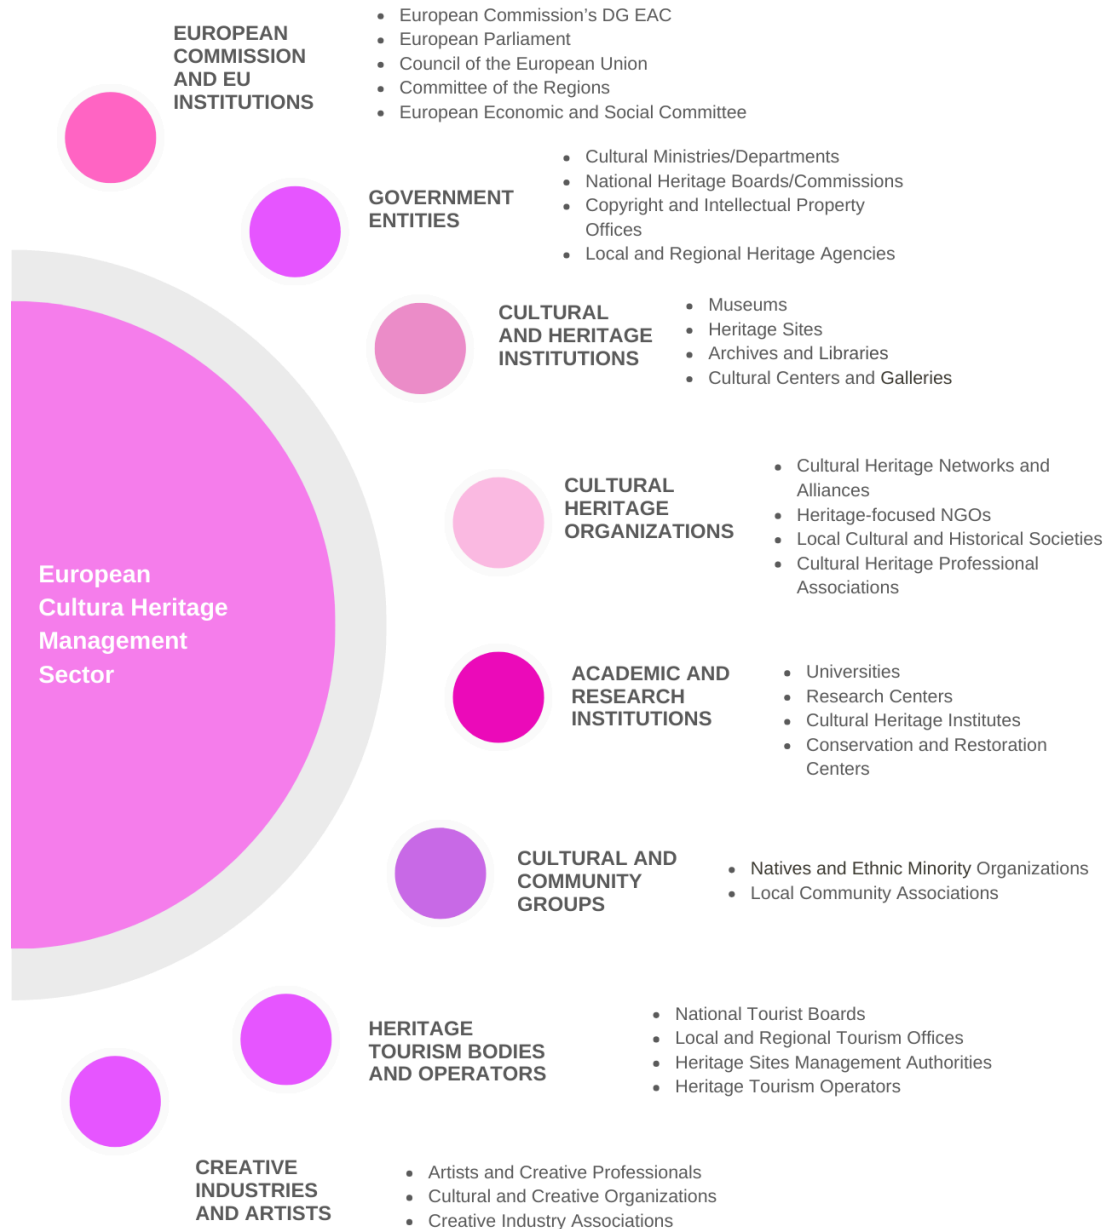 EUROPEAN
COMMISSION
AND EU
INSTITUTIONS
• European Commission’s DG EAC
• European Parliament
• Council of the European Union
• Committee of the Regions
• European Economic and Social Committee
GOVERNMENT
ENTITIES
• Cultural Ministries/Departments
• National Heritage Boards/Commissions
• Copyright and Intellectual Property
Offices
• Local and Regional Heritage Agencies
CULTURAL
AND HERITAGE
INSTITUTIONS
• Museums
• Heritage Sites
• Archives and Libraries
• Cultural Centers and Galleries
CULTURAL
HERITAGE
ORGANIZATIONS
• Cultural Heritage Networks and
Alliances
• Heritage-focused NGOs
• Local Cultural and Historical Societies
• Cultural Heritage Professional
Associations
European
Cultura Heritage
Management
Sector
ACADEMIC AND
RESEARCH
INSTITUTIONS
• Universities
• Research Centers
• Cultural Heritage Institutes
• Conservation and Restoration
Centers
CULTURAL AND
COMMUNITY
GROUPS
• Natives and Ethnic Minority Organizations
• Local Community Associations
HERITAGE
TOURISM BODIES
AND OPERATORS
• National Tourist Boards
• Local and Regional Tourism Offices
• Heritage Sites Management Authorities
• Heritage Tourism Operators
CREATIVE
INDUSTRIES
AND ARTISTS
• Artists and Creative Professionals
• Cultural and Creative Organizations
• Creative Industry Associations